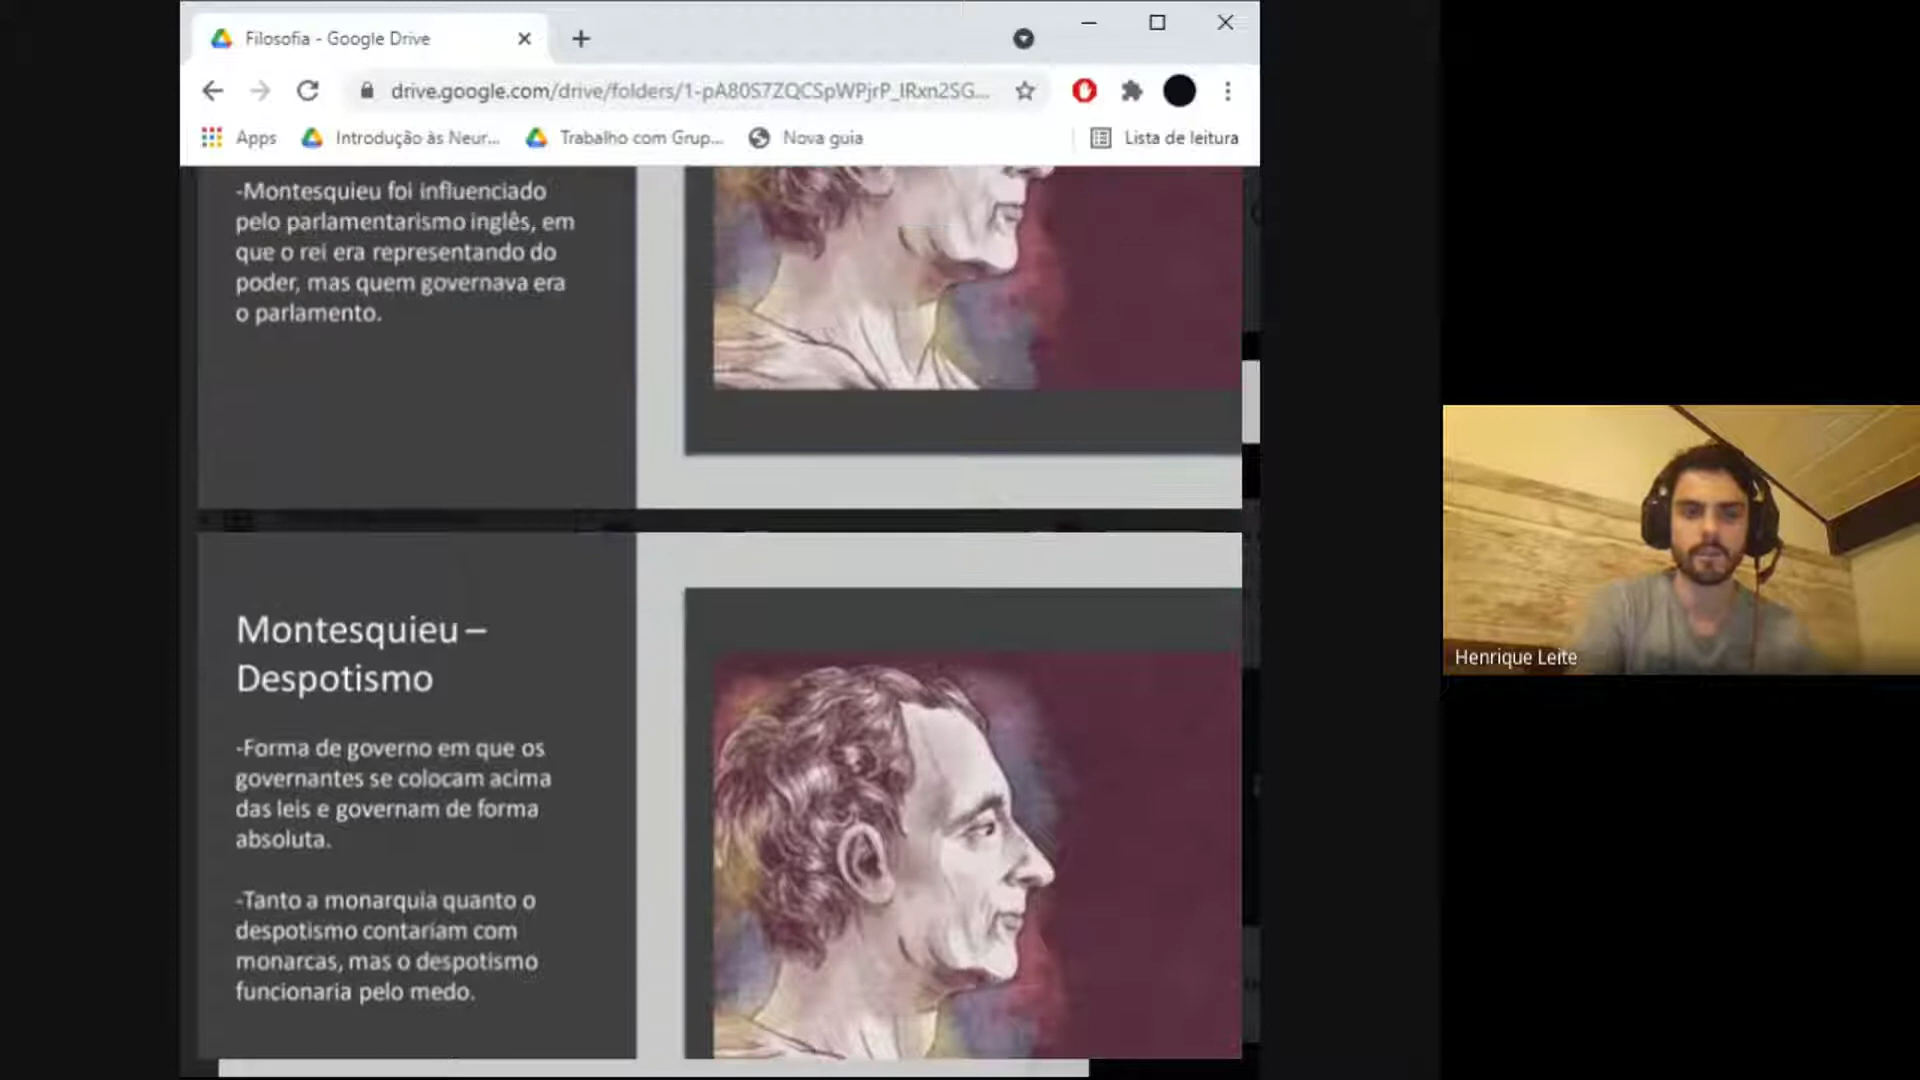 Filosofia - Google Drive
drive.google.com/drive/folders/1-pA80S7ZQCSpWPjrP_IRxn2SG...
Apps
Introdução às Neur...
Trabalho com Grup...
Nova guia
Lista de leitura
-Montesquieu foi influenciado
pelo parlamentarismo inglês, em
que o rei era representando do
poder, mas quem governava era
o parlamento.
Montesquieu –
Despotismo
-Forma de governo em que os
governantes se colocam acima
das leis e governam de forma
absoluta.
-Tanto a monarquia quanto o
despotismo contariam com
monarcas, mas o despotismo
funcionaria pelo medo.
Henrique Leite